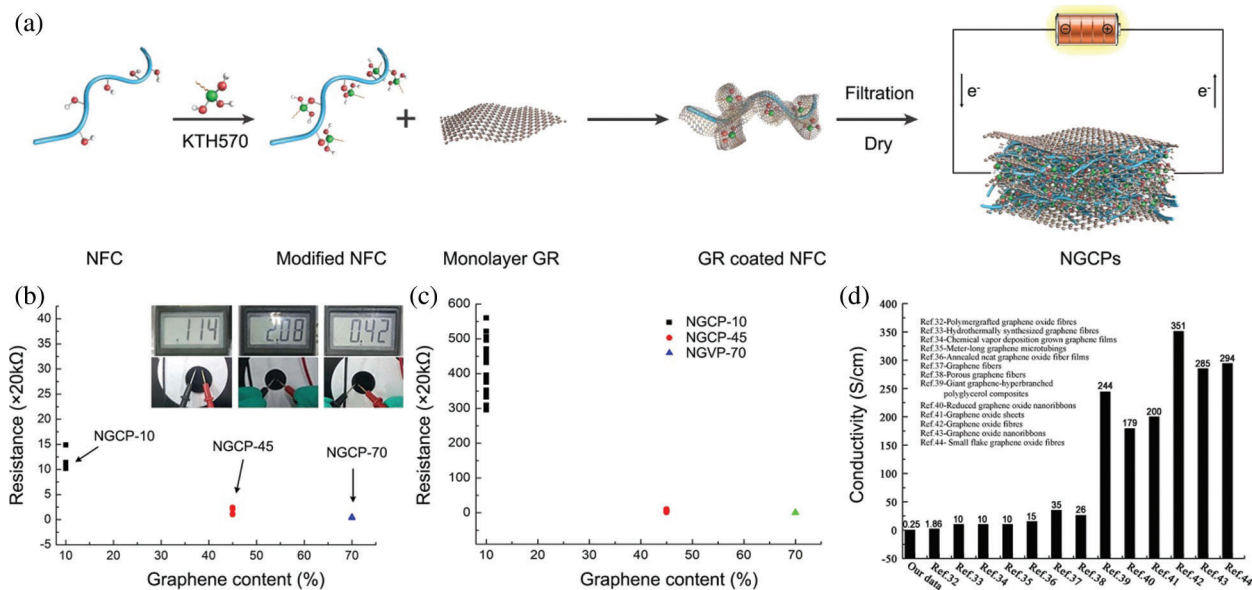 (a)
KTH570
+
Filtration
Dry
e-
e-
NFC
Modified NFC
Monolayer GR
GR coated NFC
NGCPs
(b)
Resistance (×20kΩ)
40
35
30
25
20
15
10
5
0
-5
.114
2.08
0.42
NGCP-10
NGCP-45
NGCP-70
10 20 30 40 50 60 70
Graphene content (%)
(c)
Resistance (×20kΩ)
600
500
400
300
200
100
0
NGCP-10
NGCP-45
NGVP-70
10 20 30 40 50 60 70
Graphene content (%)
(d)
Conductivity (S/cm)
400
350
300
250
200
150
100
50
0
-50
Ref.32-Polymergrafted graphene oxide fibres
Ref.33-Hydrothermally synthesized graphene fibres
Ref.34-Chemical vapor deposition grown graphene films
Ref.35-Meter-long graphene microtubings
Ref.36-Annealed neat graphene oxide fiber films
Ref.37-Graphene fibers
Ref.38-Porous graphene fibers
Ref.39-Giant graphene-hyperbranched
polyglycerol composites
Ref.40-Reduced graphene oxide nanoribbons
Ref.41-Graphene oxide sheets
Ref.42-Graphene oxide fibres
Ref.43-Graphene oxide nanoribbons
Ref.44- Small flake graphene oxide fibres
0.25 1.86 10 10 10 15 35 26 244 179 200 351 285 294
Our data Ref.32 Ref.33 Ref.34 Ref.35 Ref.36 Ref.37 Ref.38 Ref.39 Ref.40 Ref.41 Ref.42 Ref.43 Ref.44